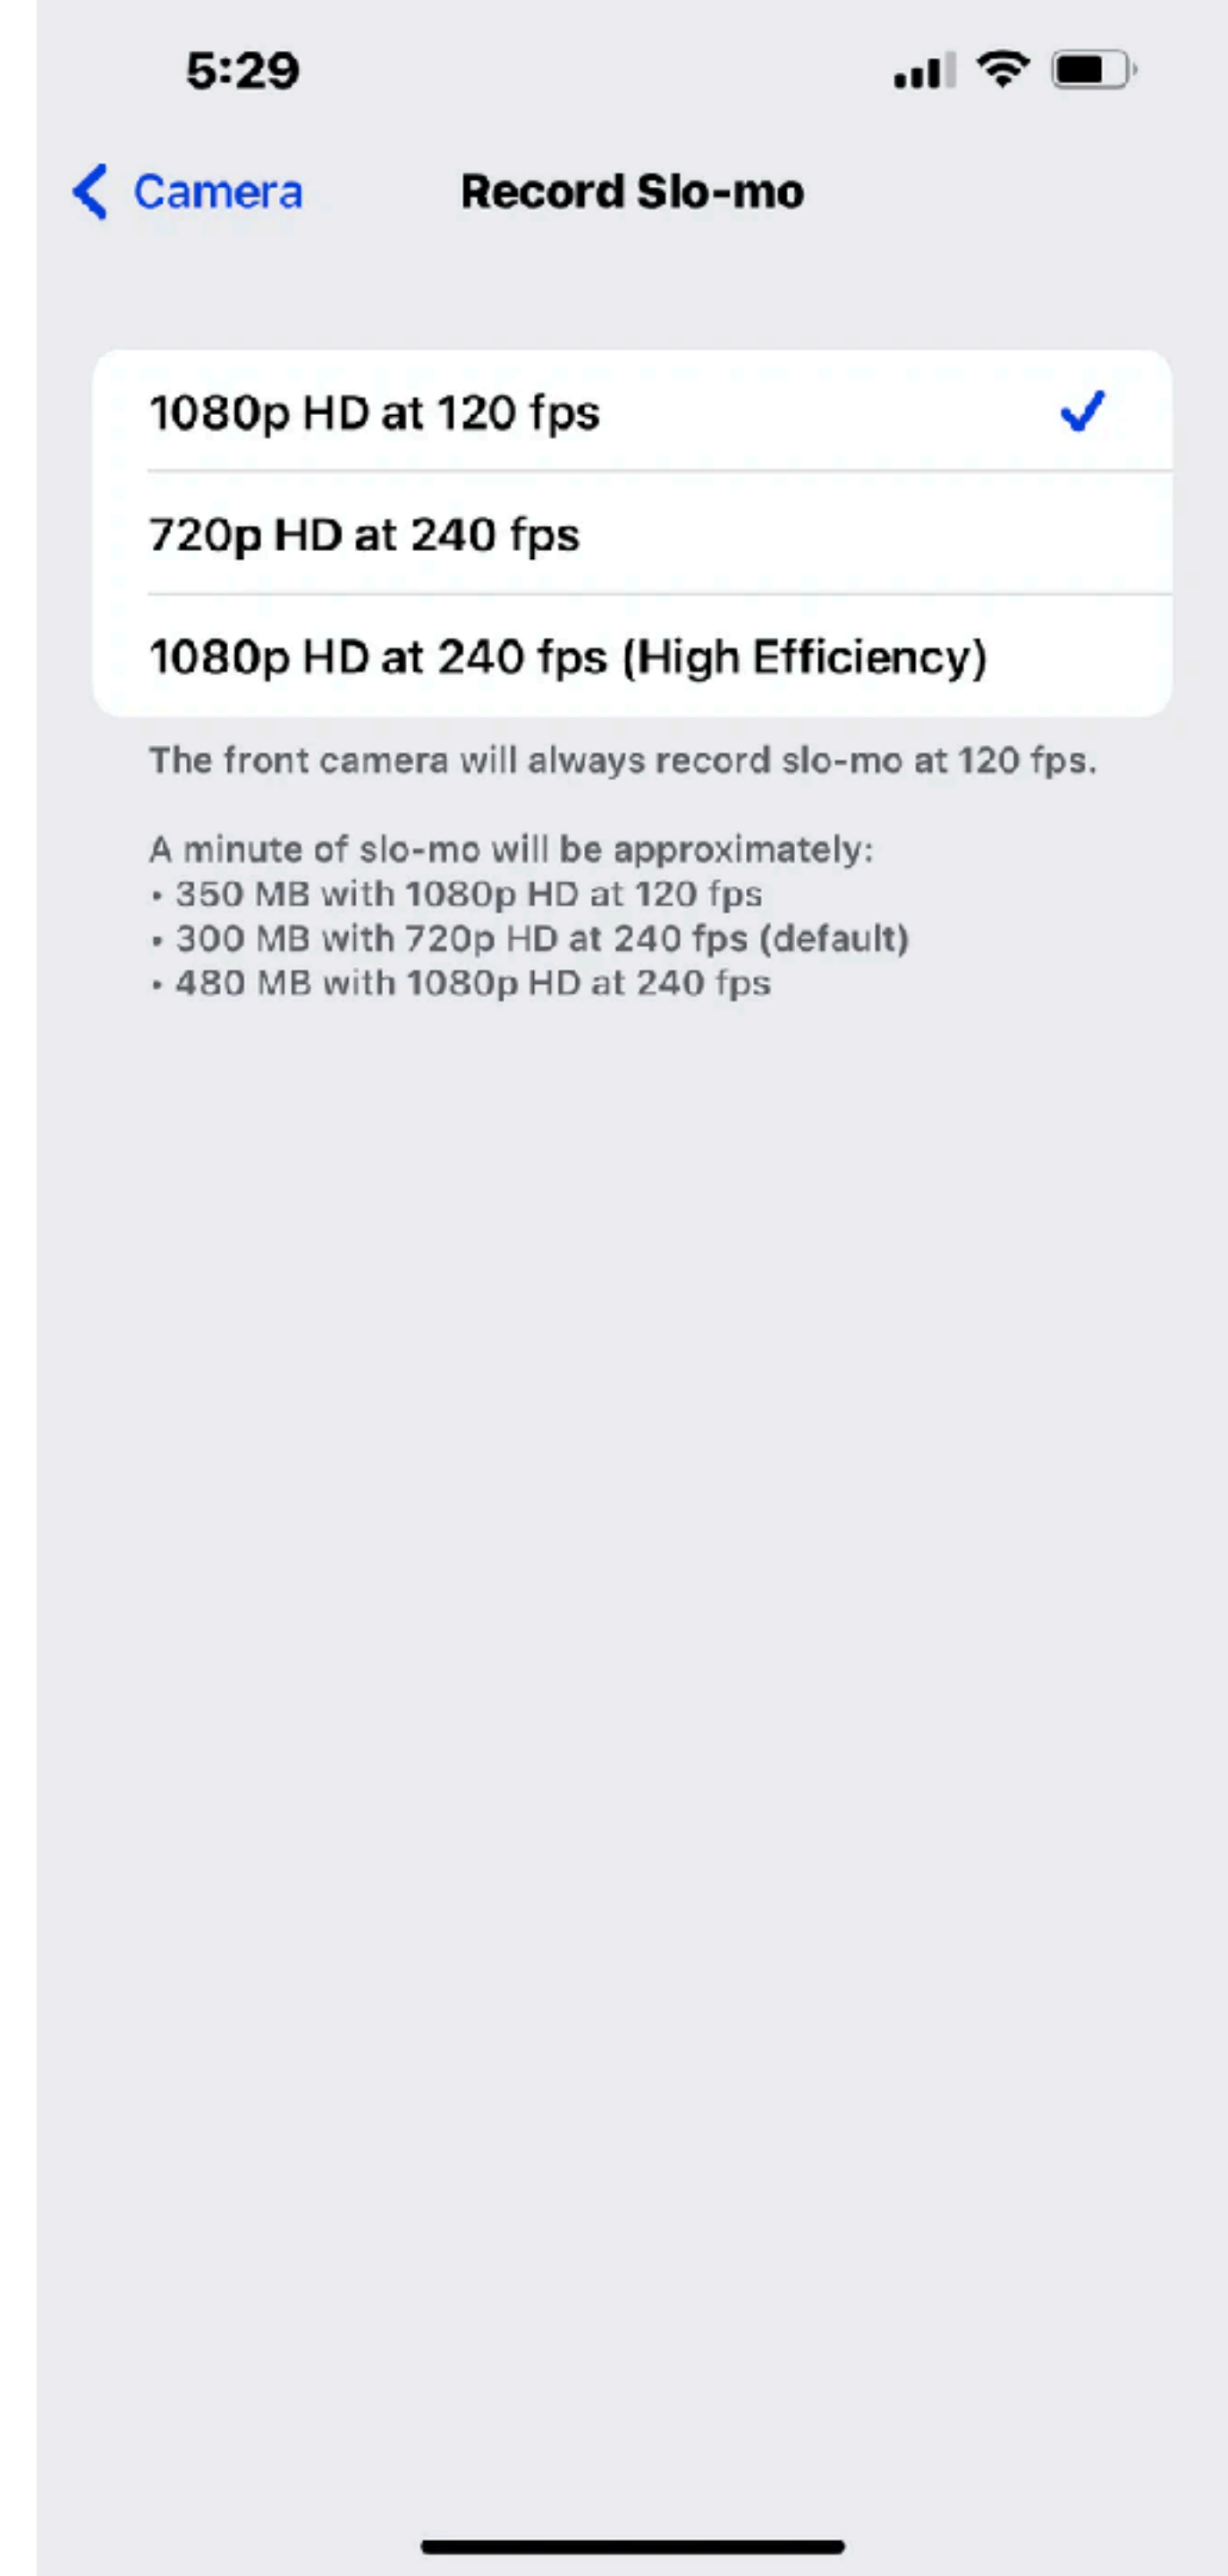 5:29
Camera
Record Slo-mo
1080p HD at 120 fps
720p HD at 240 fps
1080p HD at 240 fps (High Efficiency)
The front camera will always record slo-mo at 120 fps.
A minute of slo-mo will be approximately:
• 350 MB with 1080p HD at 120 fps
• 300 MB with 720p HD at 240 fps (default)
• 480 MB with 1080p HD at 240 fps